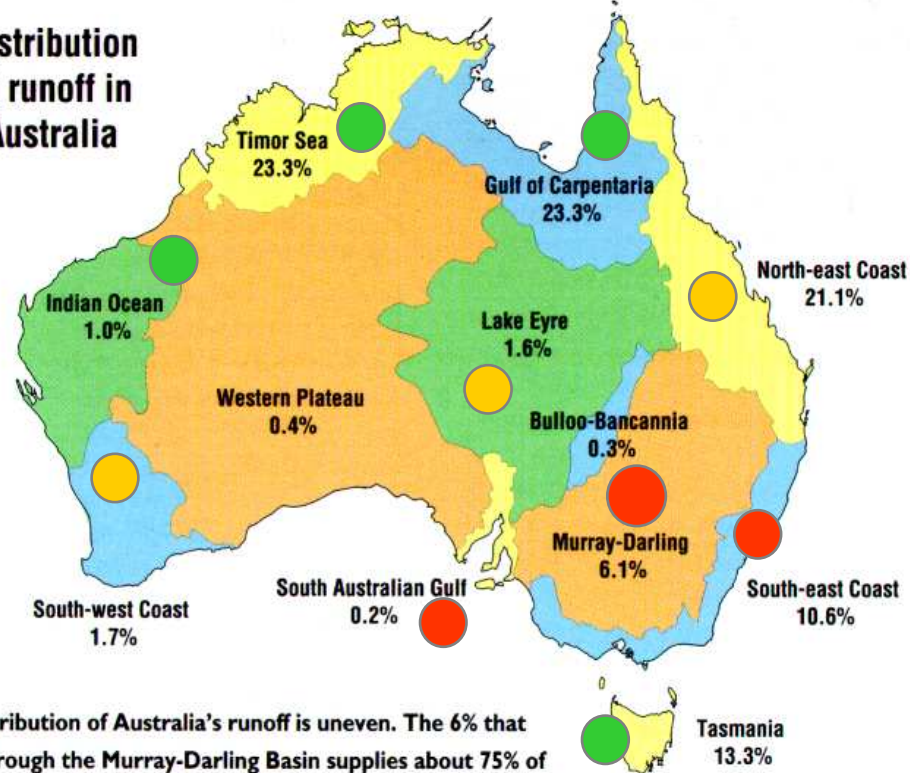 stribution
runoff in
Australia
Timor Sea
23.3%
Gulf of Carpentaria
23.3%
North-east Coast
21.1%
Indian Ocean
1.0%
Lake Eyre
1.6%
Western Plateau
0.4%
Bulloo-Bancannia
0.3%
Murray-Darling
6.1%
South Australian Gulf
0.2%
South-east Coast
10.6%
South-west Coast
1.7%
Tasmania
13.3%
ribution of Australia's runoff is uneven. The 6% that
rough the Murray-Darling Basin supplies about 75% of